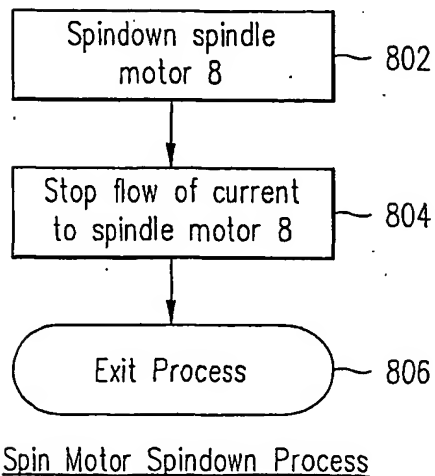 Spindown spindle
motor 8
802
Stop flow of current
to spindle motor 8
804
Exit Process
806
Spin Motor Spindown Process